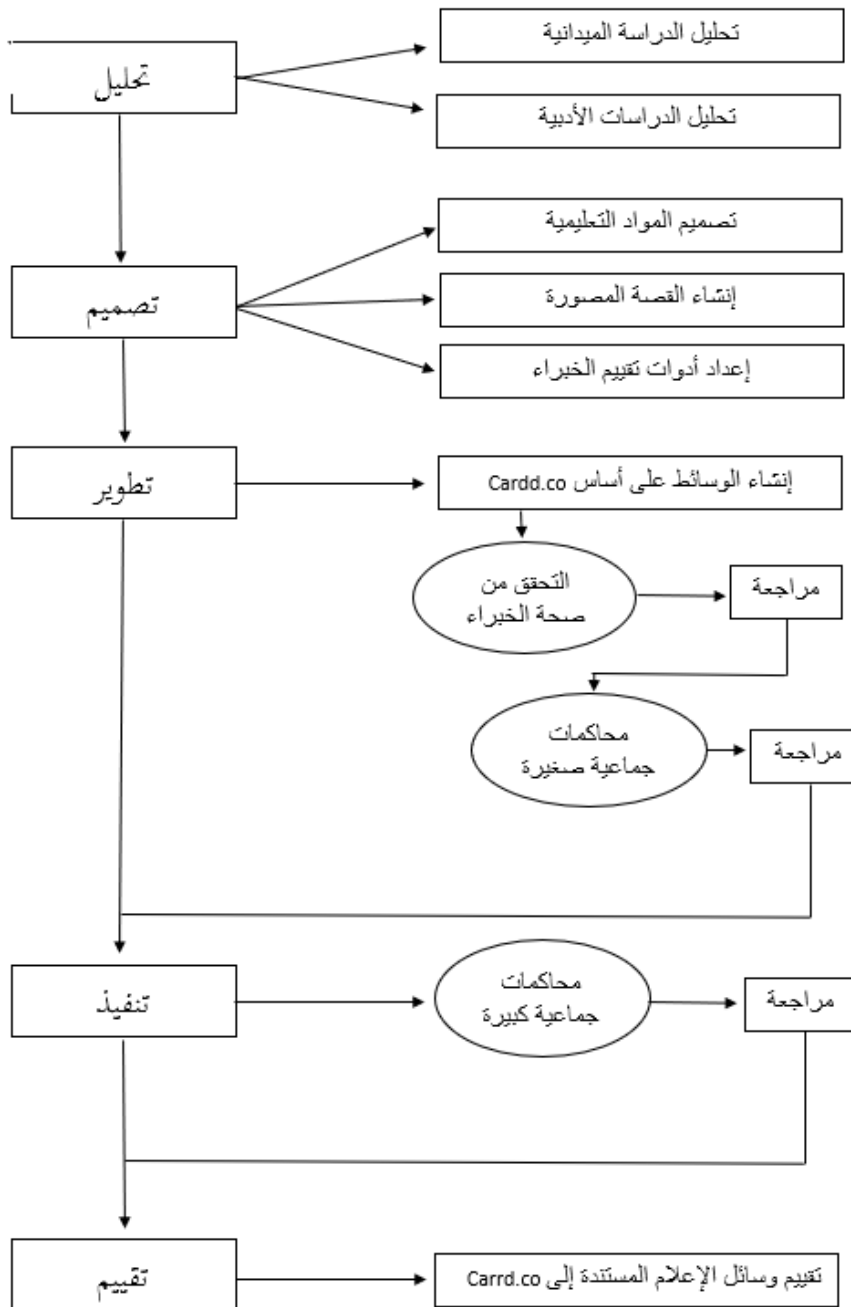 تحليل
تحليل الدراسة الميدانية
تحليل الدراسات الأدبية
تصميم
تصميم المواد التعليمية
إنشاء القصة المصورة
إعداد أدوات تقييم الخبراء
تطوير
إنشاء الوسائط على أساس Cardd.co
التحقق من
صحة الخبراء
مراجعة
محاكمات
جماعية صغيرة
مراجعة
تنفيذ
محاكمات
جماعية كبيرة
مراجعة
تقييم
تقييم وسائل الإعلام المستندة إلى Carrd.co